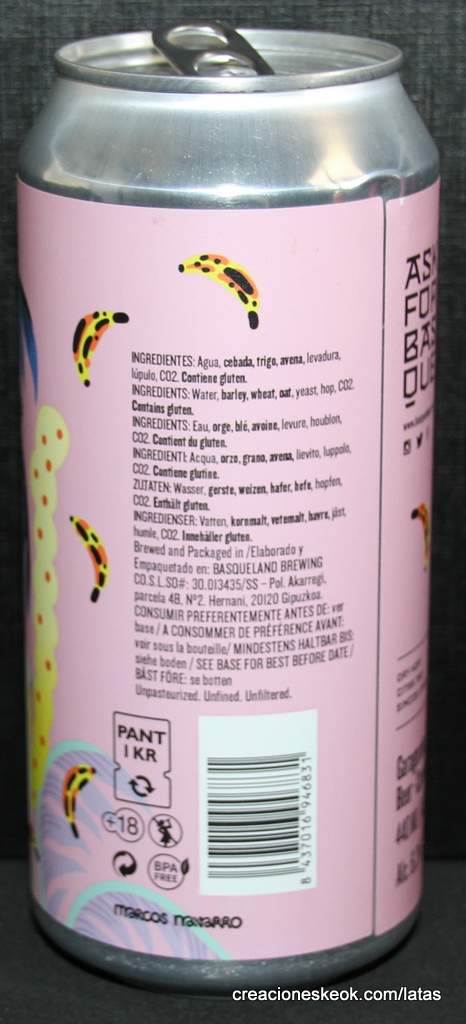 INGREDIENTES: Agua, cebada, trigo, avena, levadura,
lúpulo, CO2. Contiene gluten.
INGREDIENTS: Water, barley, wheat, oat, yeast, hop, CO2.
Contains gluten.
INGREDIENTS: Eau, orge, blé, avoine, levure, houblon,
CO2. Contient du gluten.
INGREDIENTI: Acqua, orzo, grano, avena, lievito, luppolo,
CO2. Contiene glutine.
ZUTATEN: Wasser, gerste, weizen, hafer, hefe, hopfen,
CO2. Enthält gluten.
INGREDIENSER: Vatten, kornmalt, vetemalt, havre, jäst,
humle, CO2. Innehåller gluten.
Brewed and Packaged in /Elaborado y
Empaquetado en: BASQUELAND BREWING
CO.S.L.SO#: 30.013435/SS – Pol. Akarregi,
parcela 4B, Nº2. Hernani, 20120 Gipuzkoa.
CONSUMIR PREFERENTEMENTE ANTES DE: ver
base / A CONSOMMER DE PRÉFÉRENCE AVANT:
voir sous la bouteille/ MINDESTENS HALTBAR BIS:
siehe boden / SEE BASE FOR BEST BEFORE DATE /
BÄST FÖRE: se botten
Unpasteurized. Unfined. Unfiltered.
PANT
1 KR
+18
BPA
FREE
8 437016 946831
marcos navarro
FOR
BAS
QUE
creacioneskeok.com/latas